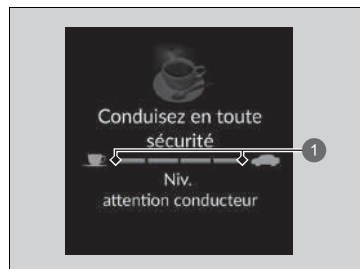 Conduisez en toute
sécurité
1
Niv.
attention conducteur